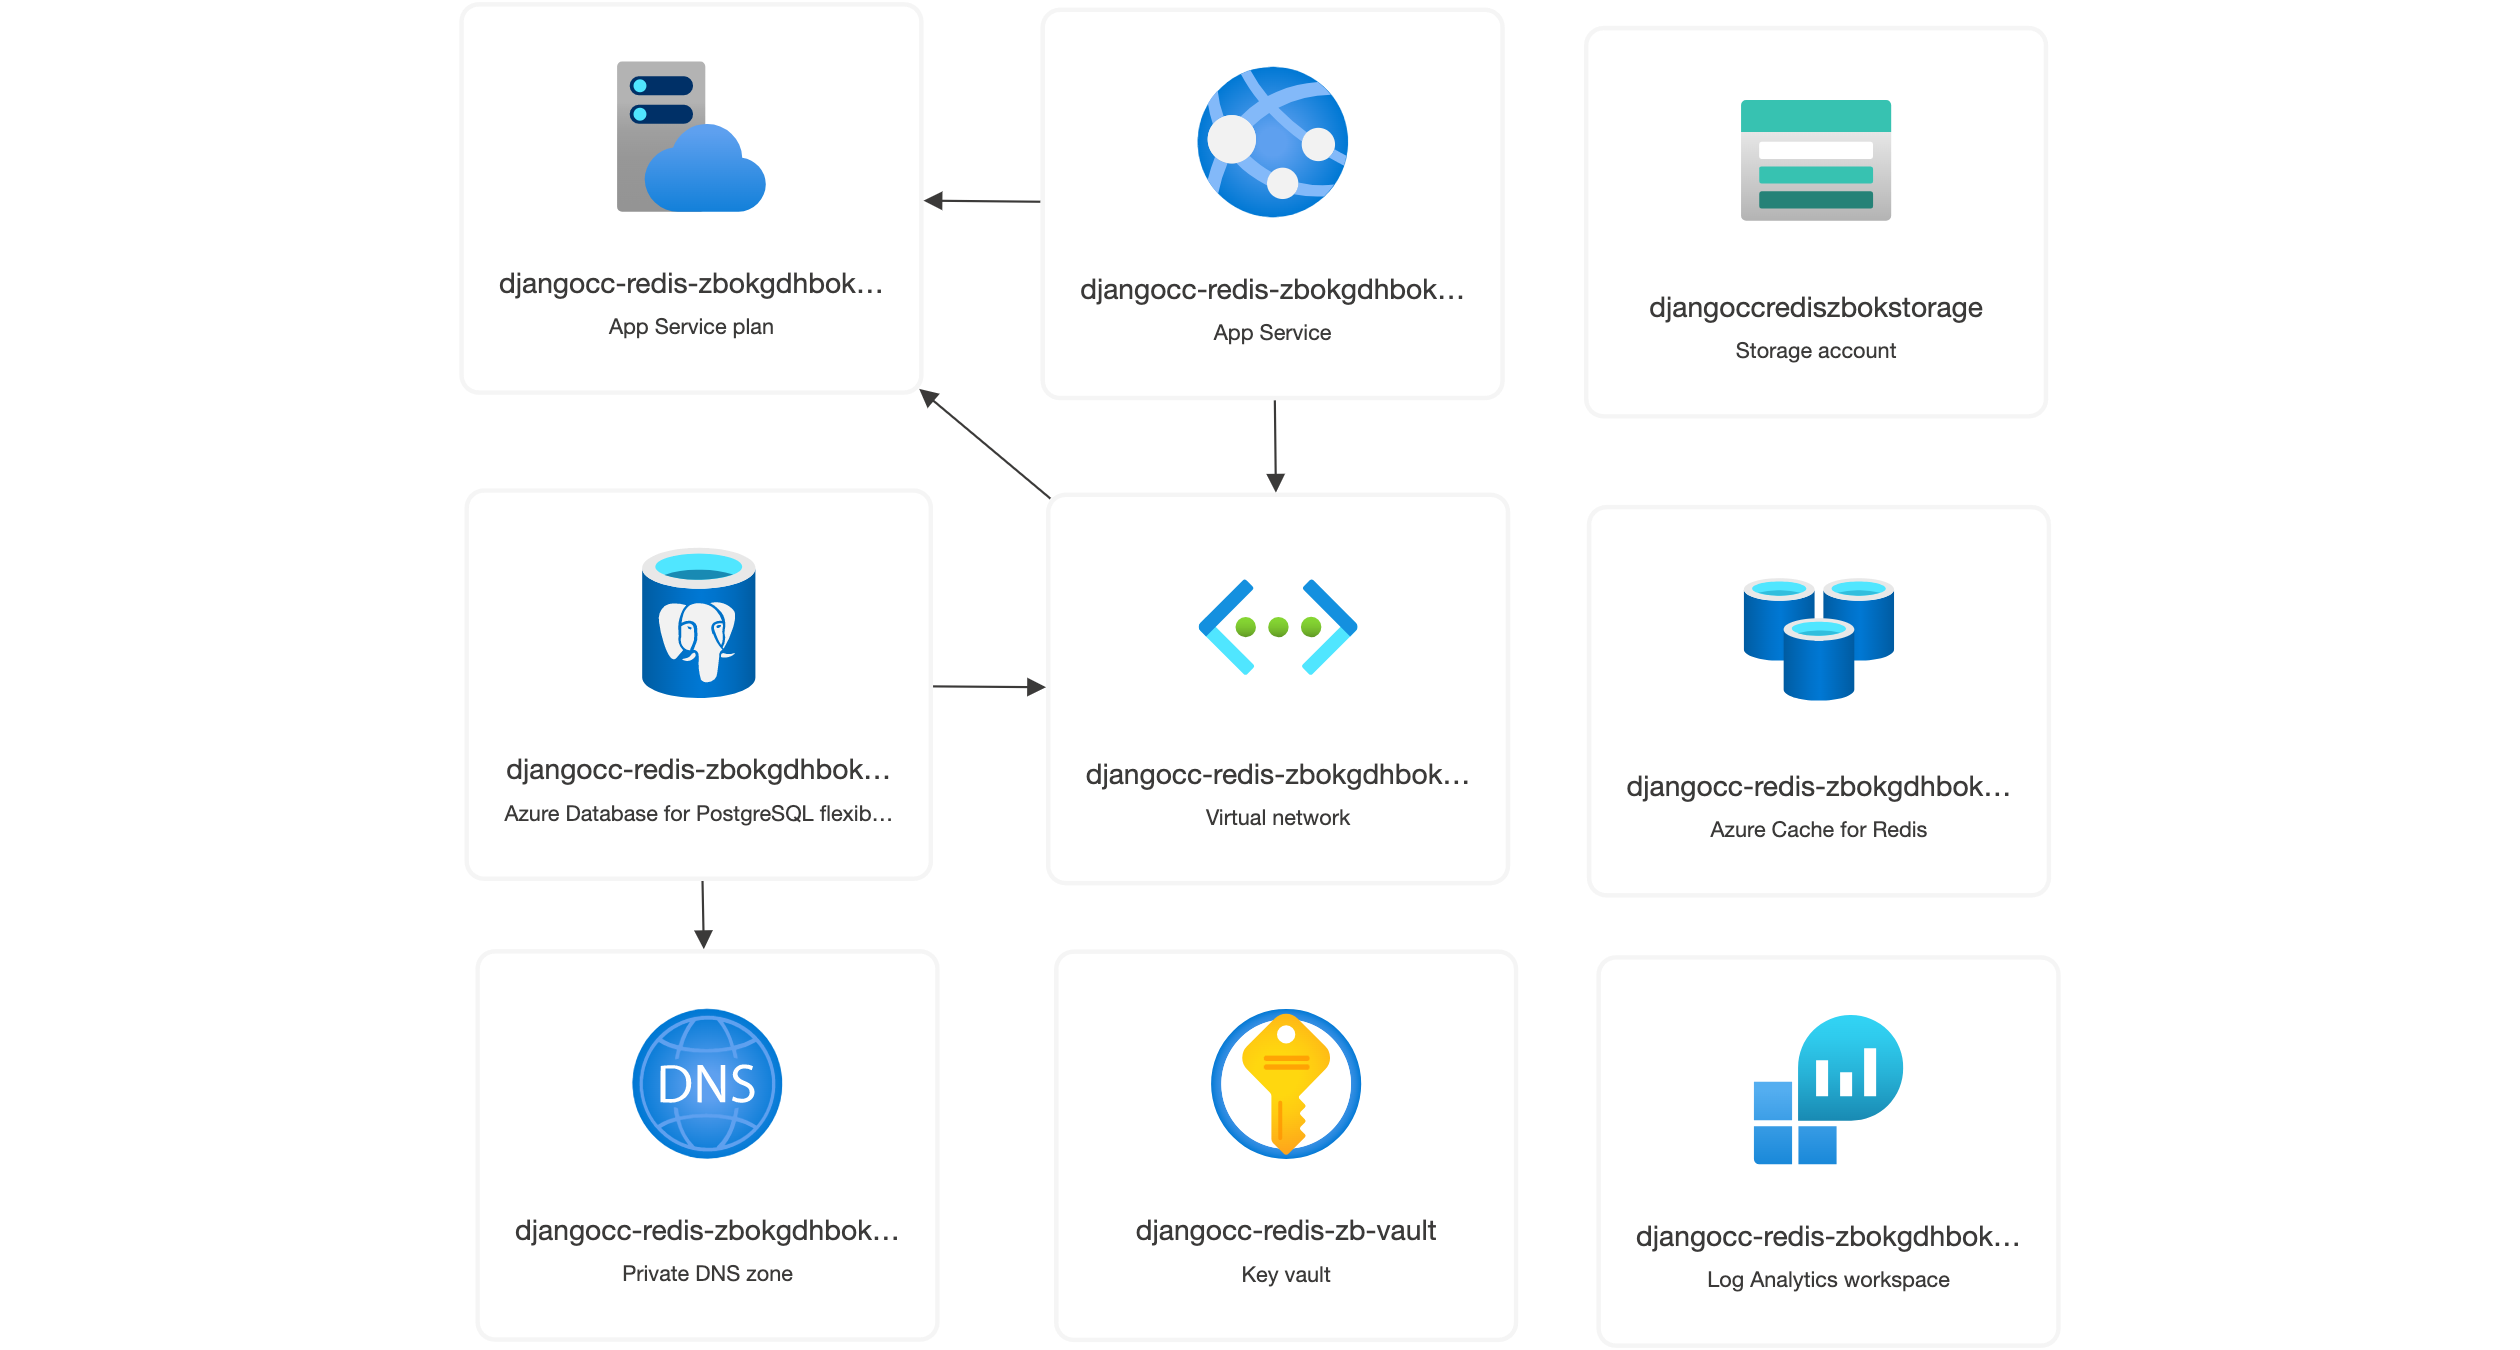 djangocc-redis-zbokgdhbok...
App Service plan
djangocc-redis-zbokgdhbok...
App Service
djangoccrediszbokstorage
Storage account
djangocc-redis-zbokgdhbok...
Azure Database for PostgreSQL flexib...
djangocc-redis-zbokgdhbok...
Virtual network
djangocc-redis-zbokgdhbok...
Azure Cache for Redis
DNS
djangocc-redis-zbokgdhbok...
Private DNS zone
djangocc-redis-zb-vault
Key vault
djangocc-redis-zbokgdhbok...
Log Analytics workspace